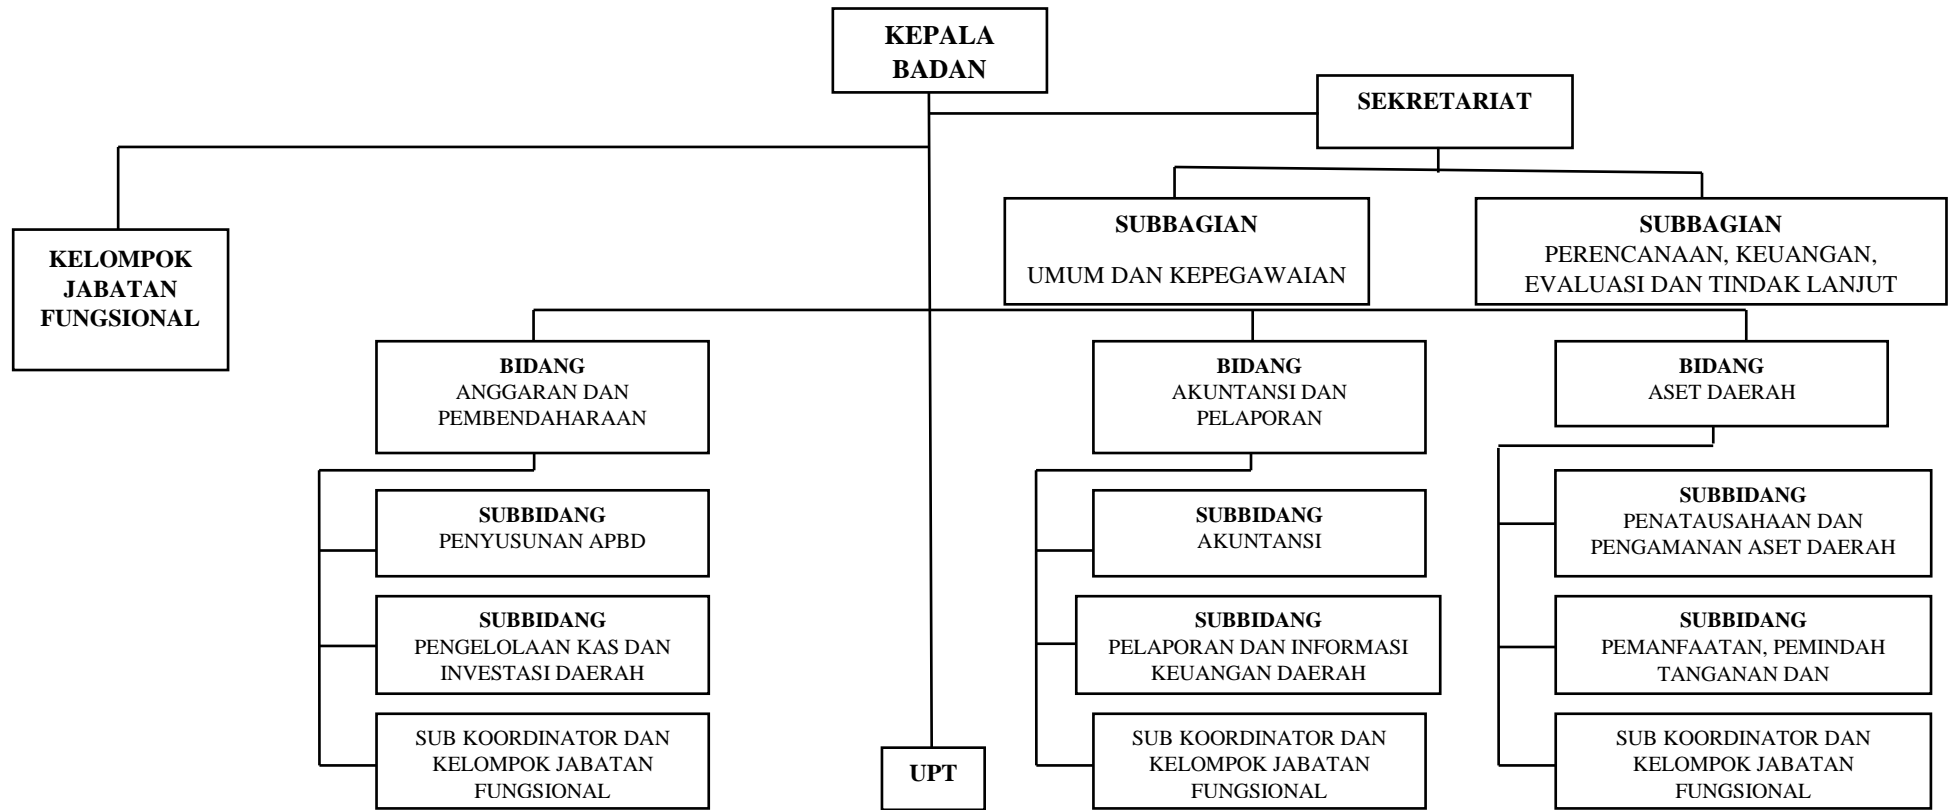 KEPALA
BADAN
SEKRETARIAT
KELOMPOK
JABATAN
FUNGSIONAL
SUBBAGIAN
UMUM DAN KEPEGAWAIAN
SUBBAGIAN
PERENCANAAN, KEUANGAN,
EVALUASI DAN TINDAK LANJUT
BIDANG
ANGGARAN DAN
PEMBENDAHARAAN
BIDANG
AKUNTANSI DAN
PELAPORAN
BIDANG
ASET DAERAH
SUBBIDANG
PENYUSUNAN APBD
SUBBIDANG
PENGELOLAAN KAS DAN
INVESTASI DAERAH
SUB KOORDINATOR DAN
KELOMPOK JABATAN
FUNGSIONAL
UPT
SUBBIDANG
AKUNTANSI
SUBBIDANG
PELAPORAN DAN INFORMASI
KEUANGAN DAERAH
SUB KOORDINATOR DAN
KELOMPOK JABATAN
FUNGSIONAL
SUBBIDANG
PENATAUSAHAAN DAN
PENGAMANAN ASET DAERAH
SUBBIDANG
PEMANFAATAN, PEMINDAH
TANGANAN DAN
SUB KOORDINATOR DAN
KELOMPOK JABATAN
FUNGSIONAL